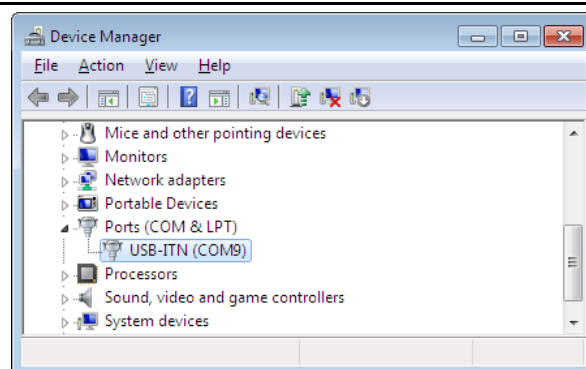 Device Manager
File Action View Help
Mice and other pointing devices
Monitors
Network adapters
Portable Devices
Ports (COM & LPT)
USB-ITN (COM9)
Processors
Sound, video and game controllers
System devices